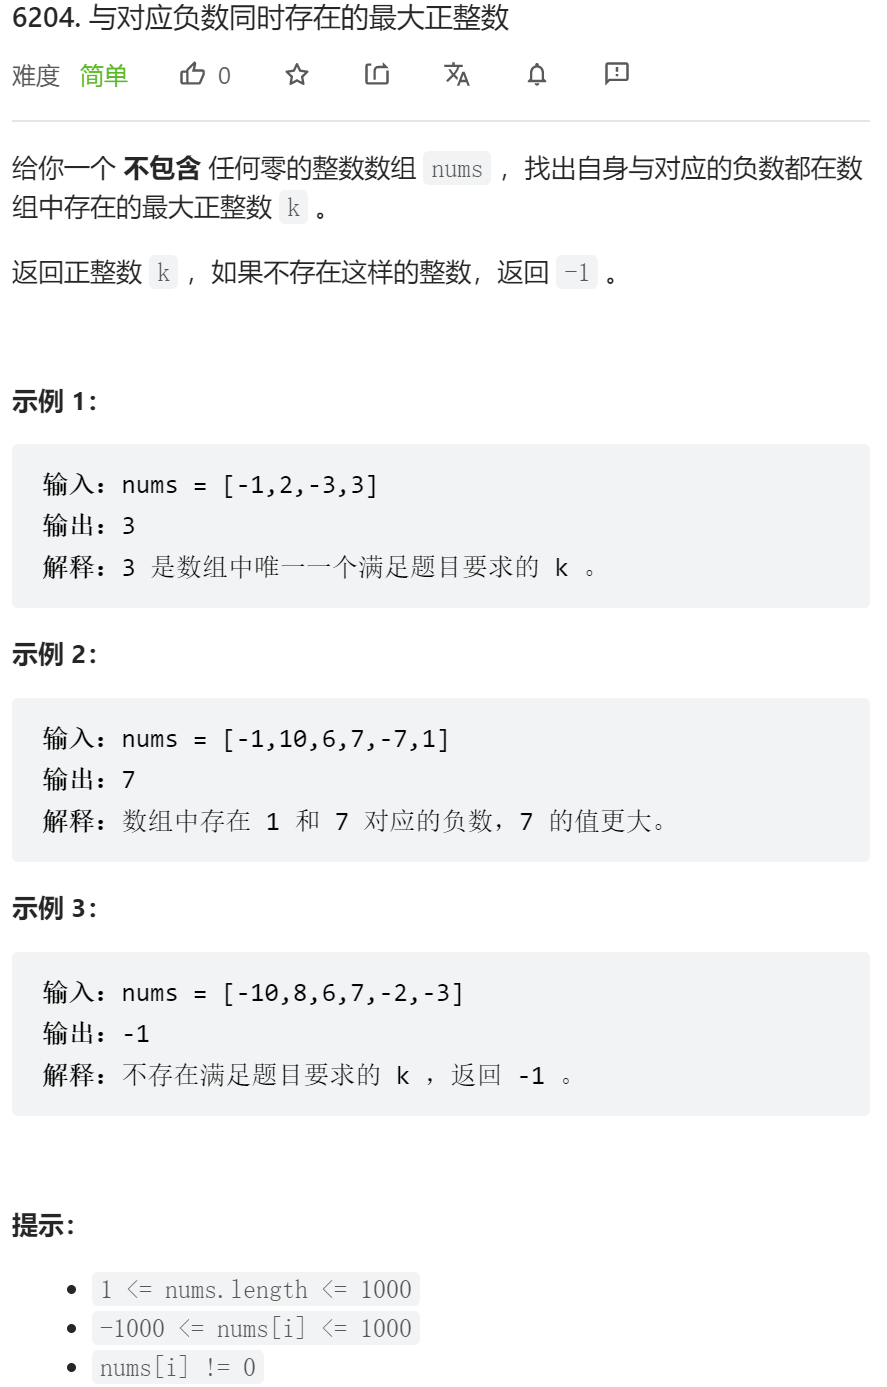 6204. 与对应负数同时存在的最大正整数
难度 简单 0
给你一个 不包含 任何零的整数数组 nums ，找出自身与对应的负数都在数
组中存在的最大正整数 k 。
返回正整数 k ，如果不存在这样的整数，返回 -1 。
示例 1：
输入：nums = [-1,2,-3,3]
输出：3
解释：3 是数组中唯一一个满足题目要求的 k 。
示例 2：
输入：nums = [-1,10,6,7,-7,1]
输出：7
解释：数组中存在 1 和 7 对应的负数，7 的值更大。
示例 3：
输入：nums = [-10,8,6,7,-2,-3]
输出：-1
解释：不存在满足题目要求的 k ，返回 -1 。
提示：
1 <= nums.length <= 1000
-1000 <= nums[i] <= 1000
nums[i] != 0